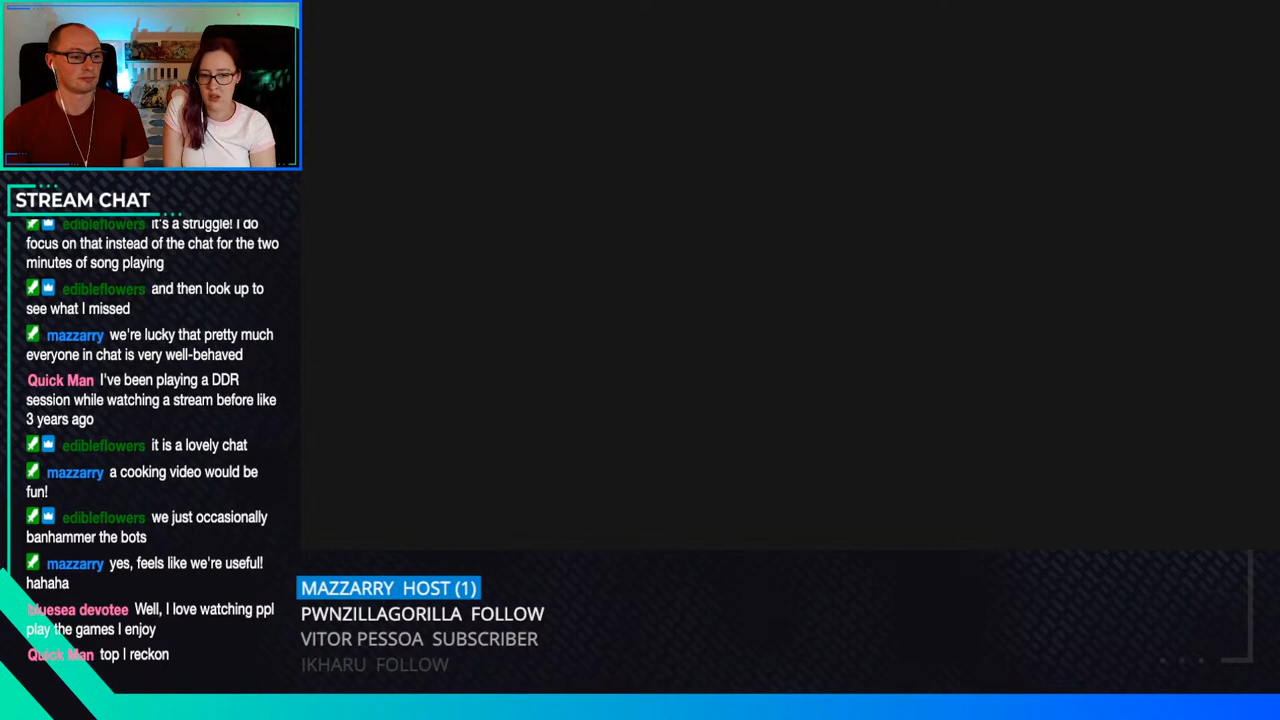 STREAM CHAT
edibleflowers it's a struggle! I do
focus on that instead of the chat for the two
minutes of song playing
edibleflowers and then look up to
see what I missed
mazzarry we're lucky that pretty much
everyone in chat is very well-behaved
Quick Man I've been playing a DDR
session while watching a stream before like
3 years ago
edibleflowers it is a lovely chat
mazzarry a cooking video would be
fun!
edibleflowers we just occasionally
banhammer the bots
mazzarry yes, feels like we're useful!
hahaha
bluesea devotee Well, I love watching ppl
play the games I enjoy
Quick Man top I reckon
MAZZARRY HOST (1)
PWNZILLAGORILLA FOLLOW
VITOR PESSOA SUBSCRIBER
IKHARU FOLLOW